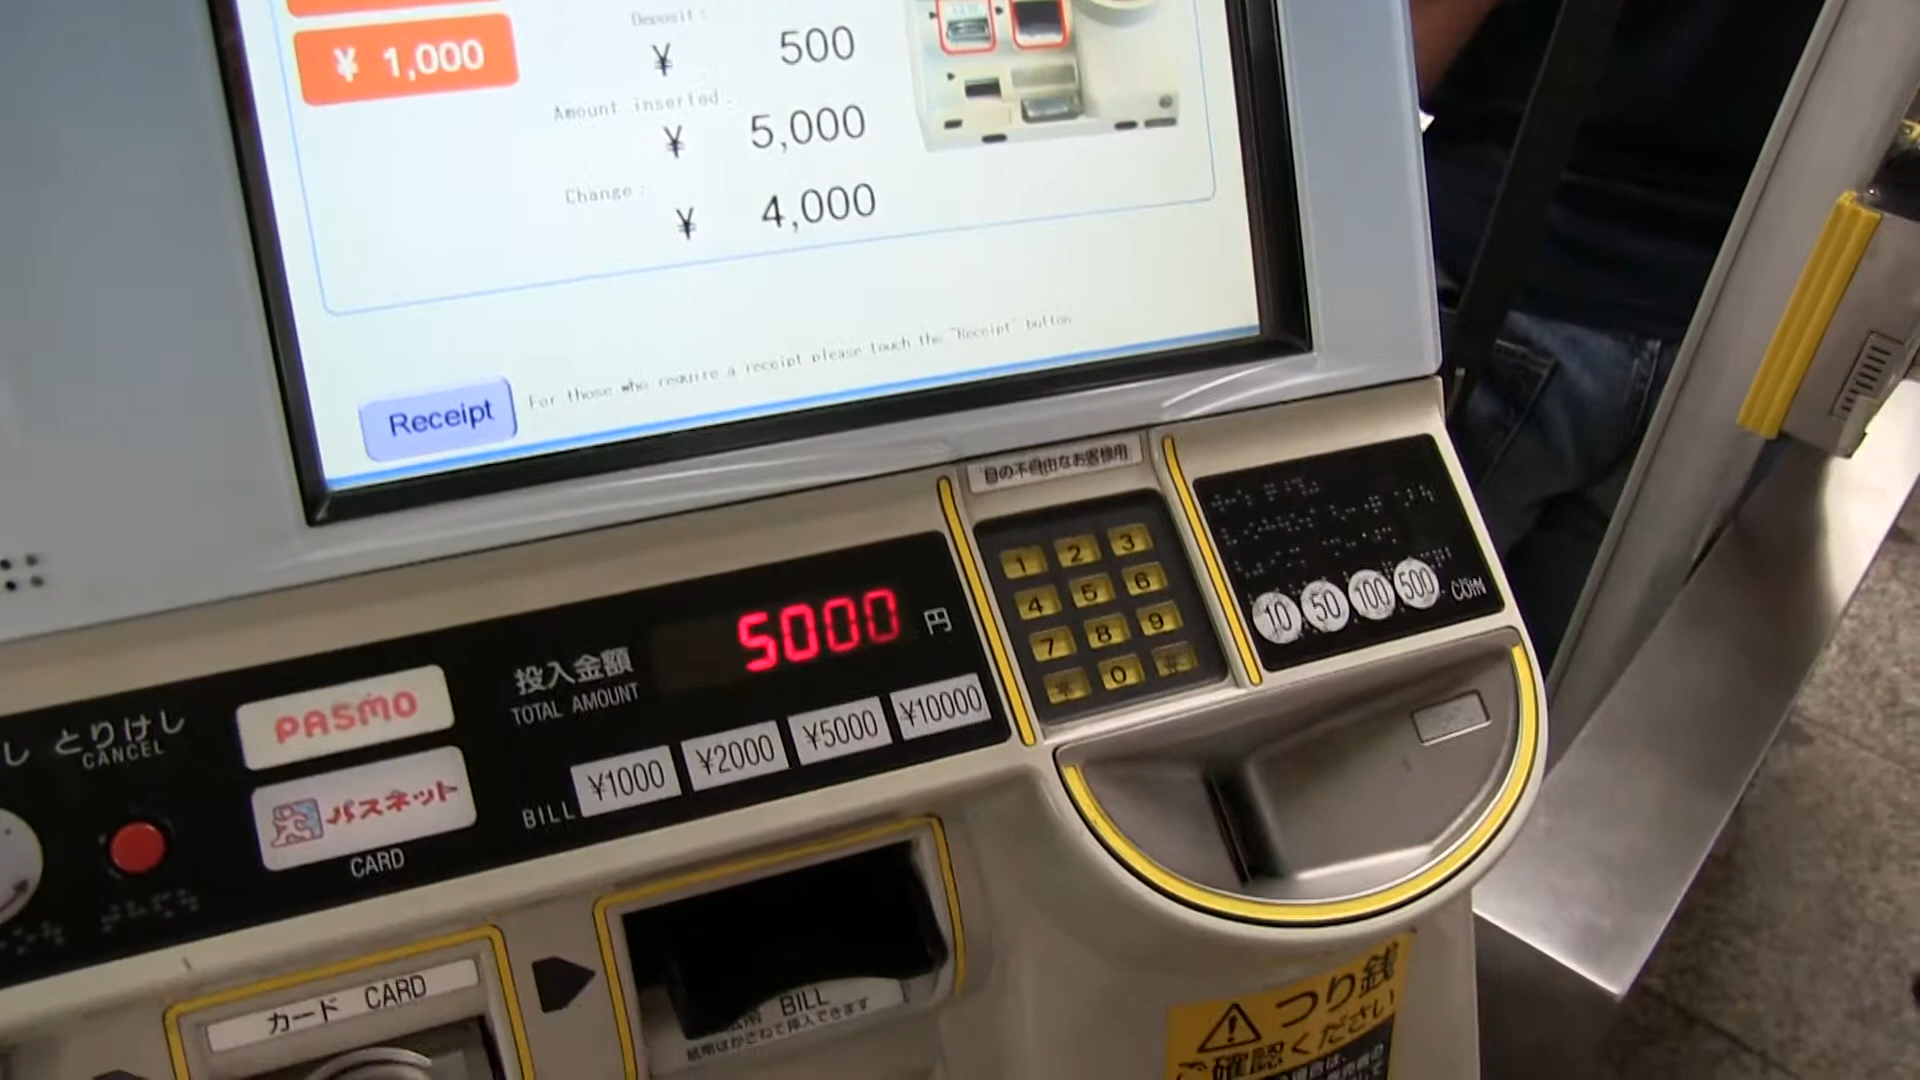 ¥ 1,000
Deposit:
¥ 500
Amount inserted:
¥ 5,000
Change:
¥ 4,000
Receipt
For those who require a receipt please touch the "Receipt" button.
目の不自由なお客様用
1 2 3
4 5 6
7 8 9
* 0 #
10 50 100 500 COIN
投入金額
TOTAL AMOUNT
5000 円
BILL ¥1000 ¥2000 ¥5000 ¥10000
し とりけし
CANCEL
PASMO
パスネット
CARD
カード CARD
BILL
紙幣はかさねて挿入できます
つり銭
ご確認ください